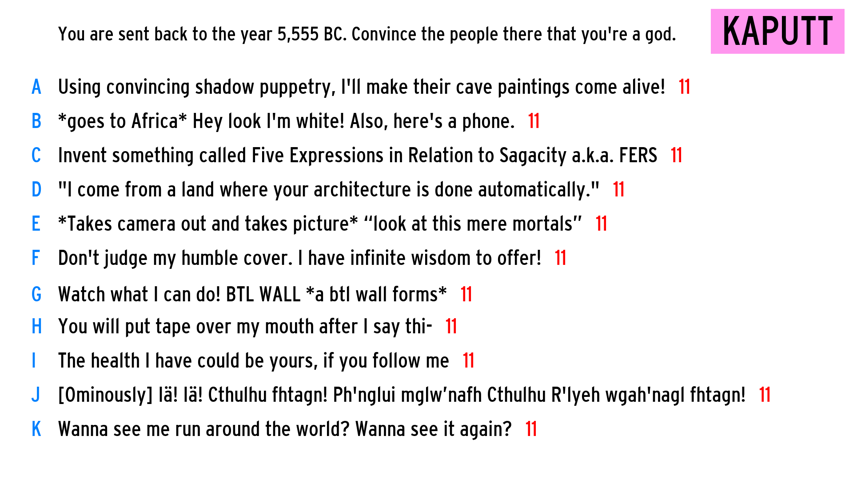 You are sent back to the year 5,555 BC. Convince the people there that you're a god.
KAPUTT
A Using convincing shadow puppetry, I'll make their cave paintings come alive! 11
B *goes to Africa* Hey look I'm white! Also, here's a phone. 11
C Invent something called Five Expressions in Relation to Sagacity a.k.a. FERS 11
D "I come from a land where your architecture is done automatically." 11
E *Takes camera out and takes picture* “look at this mere mortals” 11
F Don't judge my humble cover. I have infinite wisdom to offer! 11
G Watch what I can do! BTL WALL *a btl wall forms* 11
H You will put tape over my mouth after I say thi- 11
I The health I have could be yours, if you follow me 11
J [Ominously] Iä! Iä! Cthulhu fhtagn! Ph'nglui mglw’nafh Cthulhu R'lyeh wgah'nagl fhtagn! 11
K Wanna see me run around the world? Wanna see it again? 11